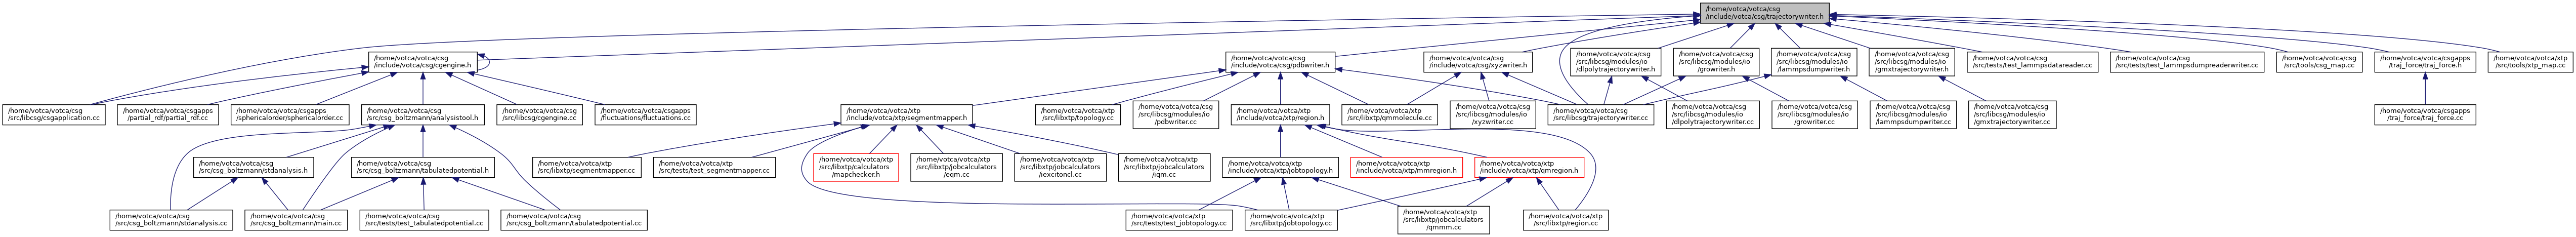 /home/votca/votca/csg
/include/votca/csg/trajectorywriter.h
/home/votca/votca/csg
/include/votca/csg/cgengine.h
/home/votca/votca/csg
/include/votca/csg/pdbwriter.h
/home/votca/votca/csg
/include/votca/csg/xyzwriter.h
/home/votca/votca/csg
/src/libcsg/modules/io
/dlpolytrajectorywriter.h
/home/votca/votca/csg
/src/libcsg/modules/io
/growriter.h
/home/votca/votca/csg
/src/libcsg/modules/io
/lammpsdumpwriter.h
/home/votca/votca/csg
/src/libcsg/modules/io
/gmxtrajectorywriter.h
/home/votca/votca/csg
/src/tests/test_lammpsdatareader.cc
/home/votca/votca/csg
/src/tests/test_lammpsdumpreaderwriter.cc
/home/votca/votca/csg
/src/tools/csg_map.cc
/home/votca/votca/csgapps
/traj_force/traj_force.h
/home/votca/votca/xtp
/src/tools/xtp_map.cc
/home/votca/votca/csg
/src/libcsg/csgapplication.cc
/home/votca/votca/csgapps
/partial_rdf/partial_rdf.cc
/home/votca/votca/csgapps
/sphericalorder/sphericalorder.cc
/home/votca/votca/csg
/src/csg_boltzmann/analysistool.h
/home/votca/votca/csg
/src/libcsg/cgengine.cc
/home/votca/votca/csgapps
/fluctuations/fluctuations.cc
/home/votca/votca/xtp
/include/votca/xtp/segmentmapper.h
/home/votca/votca/xtp
/src/libxtp/topology.cc
/home/votca/votca/csg
/src/libcsg/modules/io
/pdbwriter.cc
/home/votca/votca/xtp
/include/votca/xtp/region.h
/home/votca/votca/xtp
/src/libxtp/qmmolecule.cc
/home/votca/votca/csg
/src/libcsg/modules/io
/xyzwriter.cc
/home/votca/votca/csg
/src/libcsg/trajectorywriter.cc
/home/votca/votca/csg
/src/libcsg/modules/io
/dlpolytrajectorywriter.cc
/home/votca/votca/csg
/src/libcsg/modules/io
/growriter.cc
/home/votca/votca/csg
/src/libcsg/modules/io
/lammpsdumpwriter.cc
/home/votca/votca/csg
/src/libcsg/modules/io
/gmxtrajectorywriter.cc
/home/votca/votca/csgapps
/traj_force/traj_force.cc
/home/votca/votca/csg
/src/csg_boltzmann/stdanalysis.h
/home/votca/votca/csg
/src/csg_boltzmann/tabulatedpotential.h
/home/votca/votca/xtp
/src/libxtp/segmentmapper.cc
/home/votca/votca/xtp
/src/tests/test_segmentmapper.cc
/home/votca/votca/xtp
/src/libxtp/calculators
/mapchecker.h
/home/votca/votca/xtp
/src/libxtp/jobcalculators
/eqm.cc
/home/votca/votca/xtp
/src/libxtp/jobcalculators
/iexcitoncl.cc
/home/votca/votca/xtp
/src/libxtp/jobcalculators
/iqm.cc
/home/votca/votca/xtp
/include/votca/xtp/jobtopology.h
/home/votca/votca/xtp
/include/votca/xtp/mmregion.h
/home/votca/votca/xtp
/include/votca/xtp/qmregion.h
/home/votca/votca/csg
/src/csg_boltzmann/stdanalysis.cc
/home/votca/votca/csg
/src/csg_boltzmann/main.cc
/home/votca/votca/csg
/src/tests/test_tabulatedpotential.cc
/home/votca/votca/csg
/src/csg_boltzmann/tabulatedpotential.cc
/home/votca/votca/xtp
/src/tests/test_jobtopology.cc
/home/votca/votca/xtp
/src/libxtp/jobtopology.cc
/home/votca/votca/xtp
/src/libxtp/jobcalculators
/qmmm.cc
/home/votca/votca/xtp
/src/libxtp/region.cc